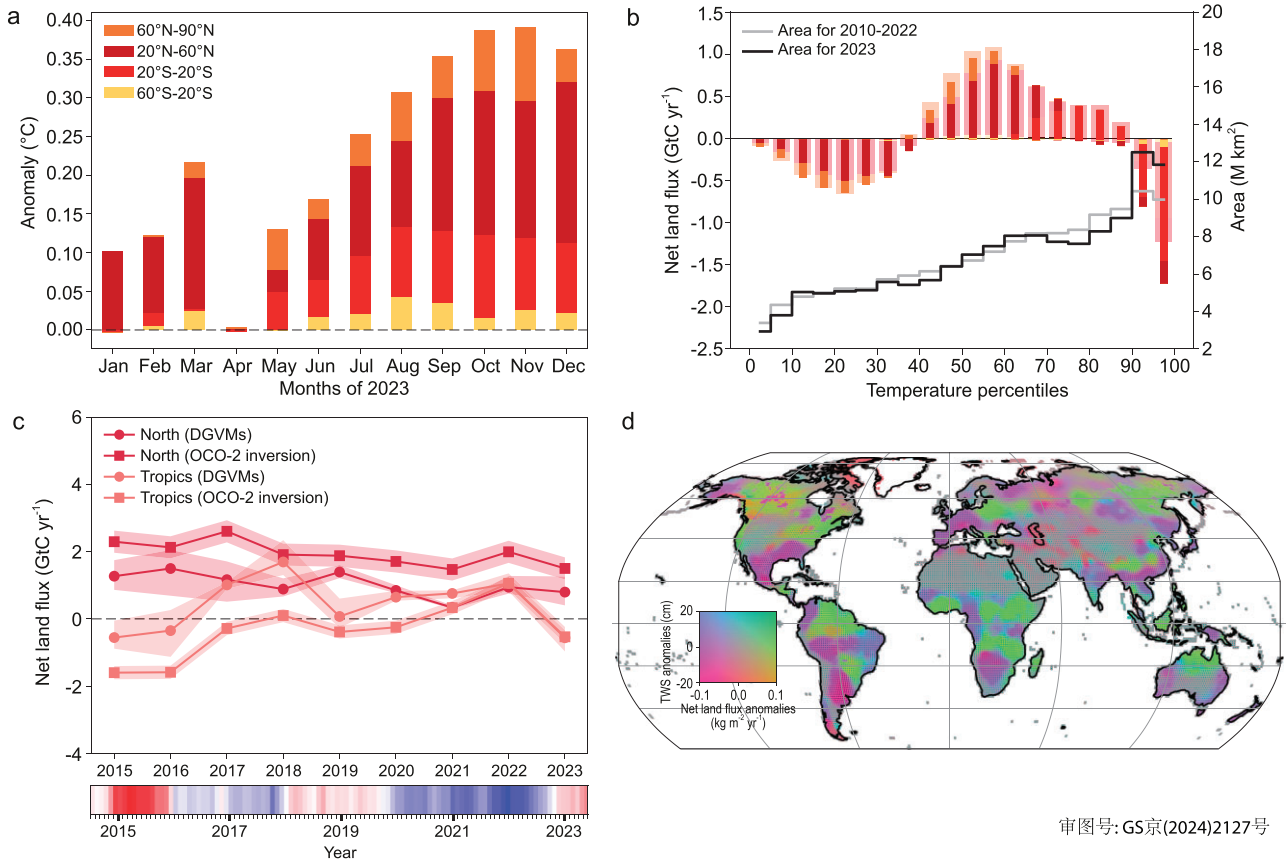 a
0.40
0.35
0.30
0.25
0.20
0.15
0.10
0.05
0.00
Anomaly (°C)
60°N-90°N
20°N-60°N
20°S-20°S
60°S-20°S
Jan Feb Mar Apr May Jun Jul Aug Sep Oct Nov Dec
Months of 2023
b
1.5
1.0
0.5
0.0
-0.5
-1.0
-1.5
-2.0
-2.5
Net land flux (GtC yr⁻¹)
Area for 2010-2022
Area for 2023
20
18
16
14
12
10
8
6
4
2
Area (M km²)
0 10 20 30 40 50 60 70 80 90 100
Temperature percentiles
c
6
4
2
0
-2
-4
Net land flux (GtC yr⁻¹)
North (DGVMs)
North (OCO-2 inversion)
Tropics (DGVMs)
Tropics (OCO-2 inversion)
2015 2016 2017 2018 2019 2020 2021 2022 2023
2015 2017 2019 2021 2023
Year
d
TWS anomalies (cm)
20
0
-20
-0.1 0.0 0.1
Net land flux anomalies
(kg m⁻² yr⁻¹)
审图号: GS京(2024)2127号